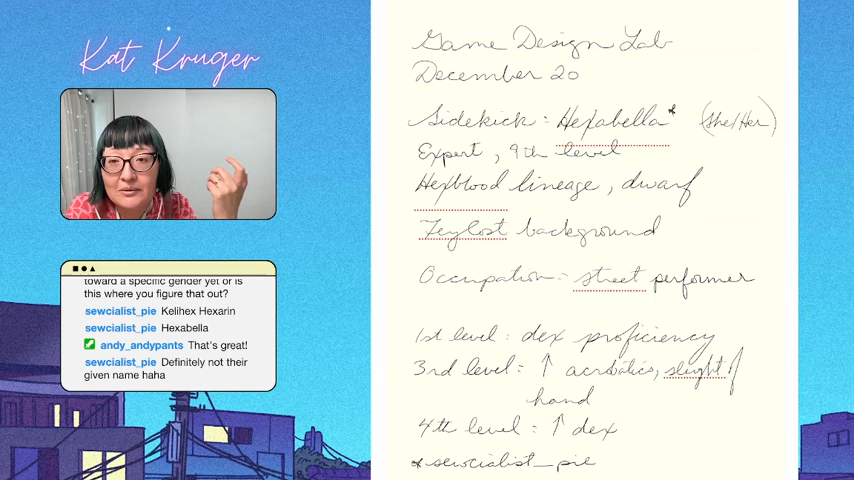 Kat Kruger
toward a specific gender yet or is
this where you figure that out?
sewcialist_pie Kelihex Hexarin
sewcialist_pie Hexabella
andy_andypants That's great!
sewcialist_pie Definitely not their
given name haha
Game Design Lab
December 20
Sidekick: Hexabella* (She/Her)
Expert, 9th level
Hexblood lineage, dwarf
Feylost background
Occupation: street performer
1st level: dex proficiency
3rd level: ↑ acrobatics, slight of
hand
4th level: ↑ dex
*sewcialist_pie